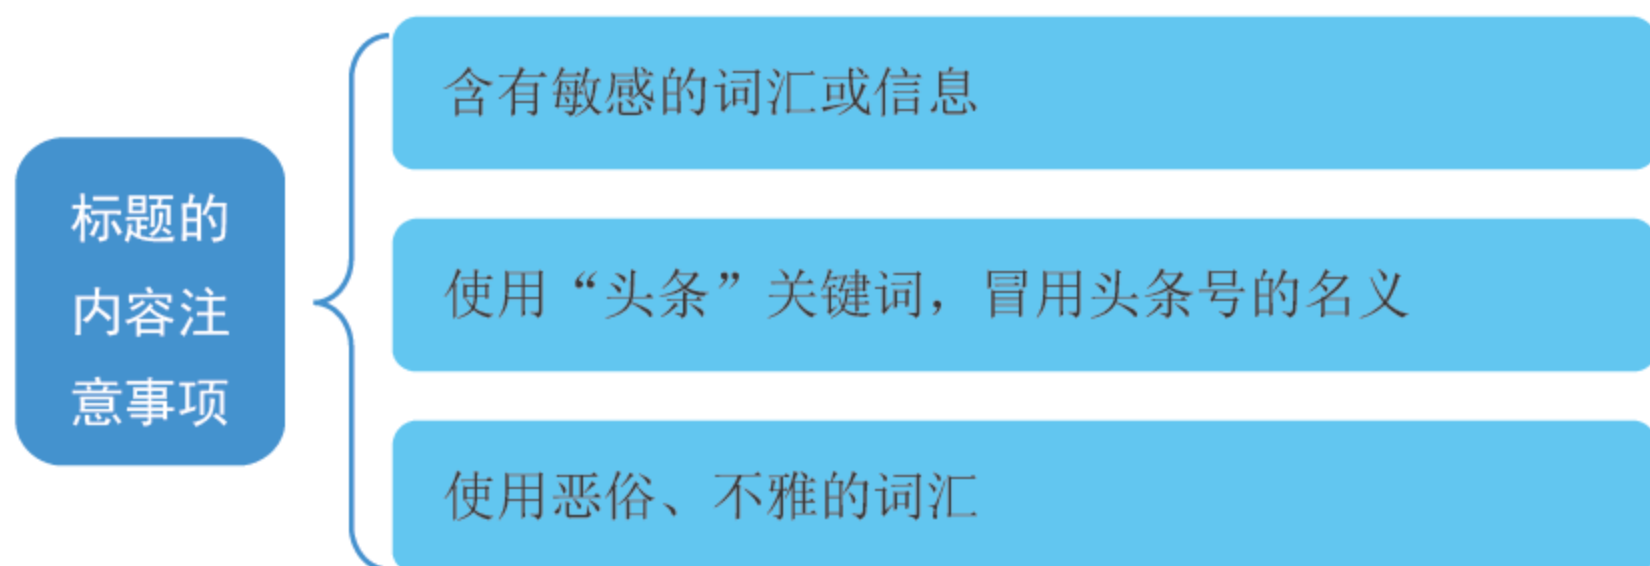 标题的
内容注
意事项
含有敏感的词汇或信息
使用“头条”关键词，冒用头条号的名义
使用恶俗、不雅的词汇